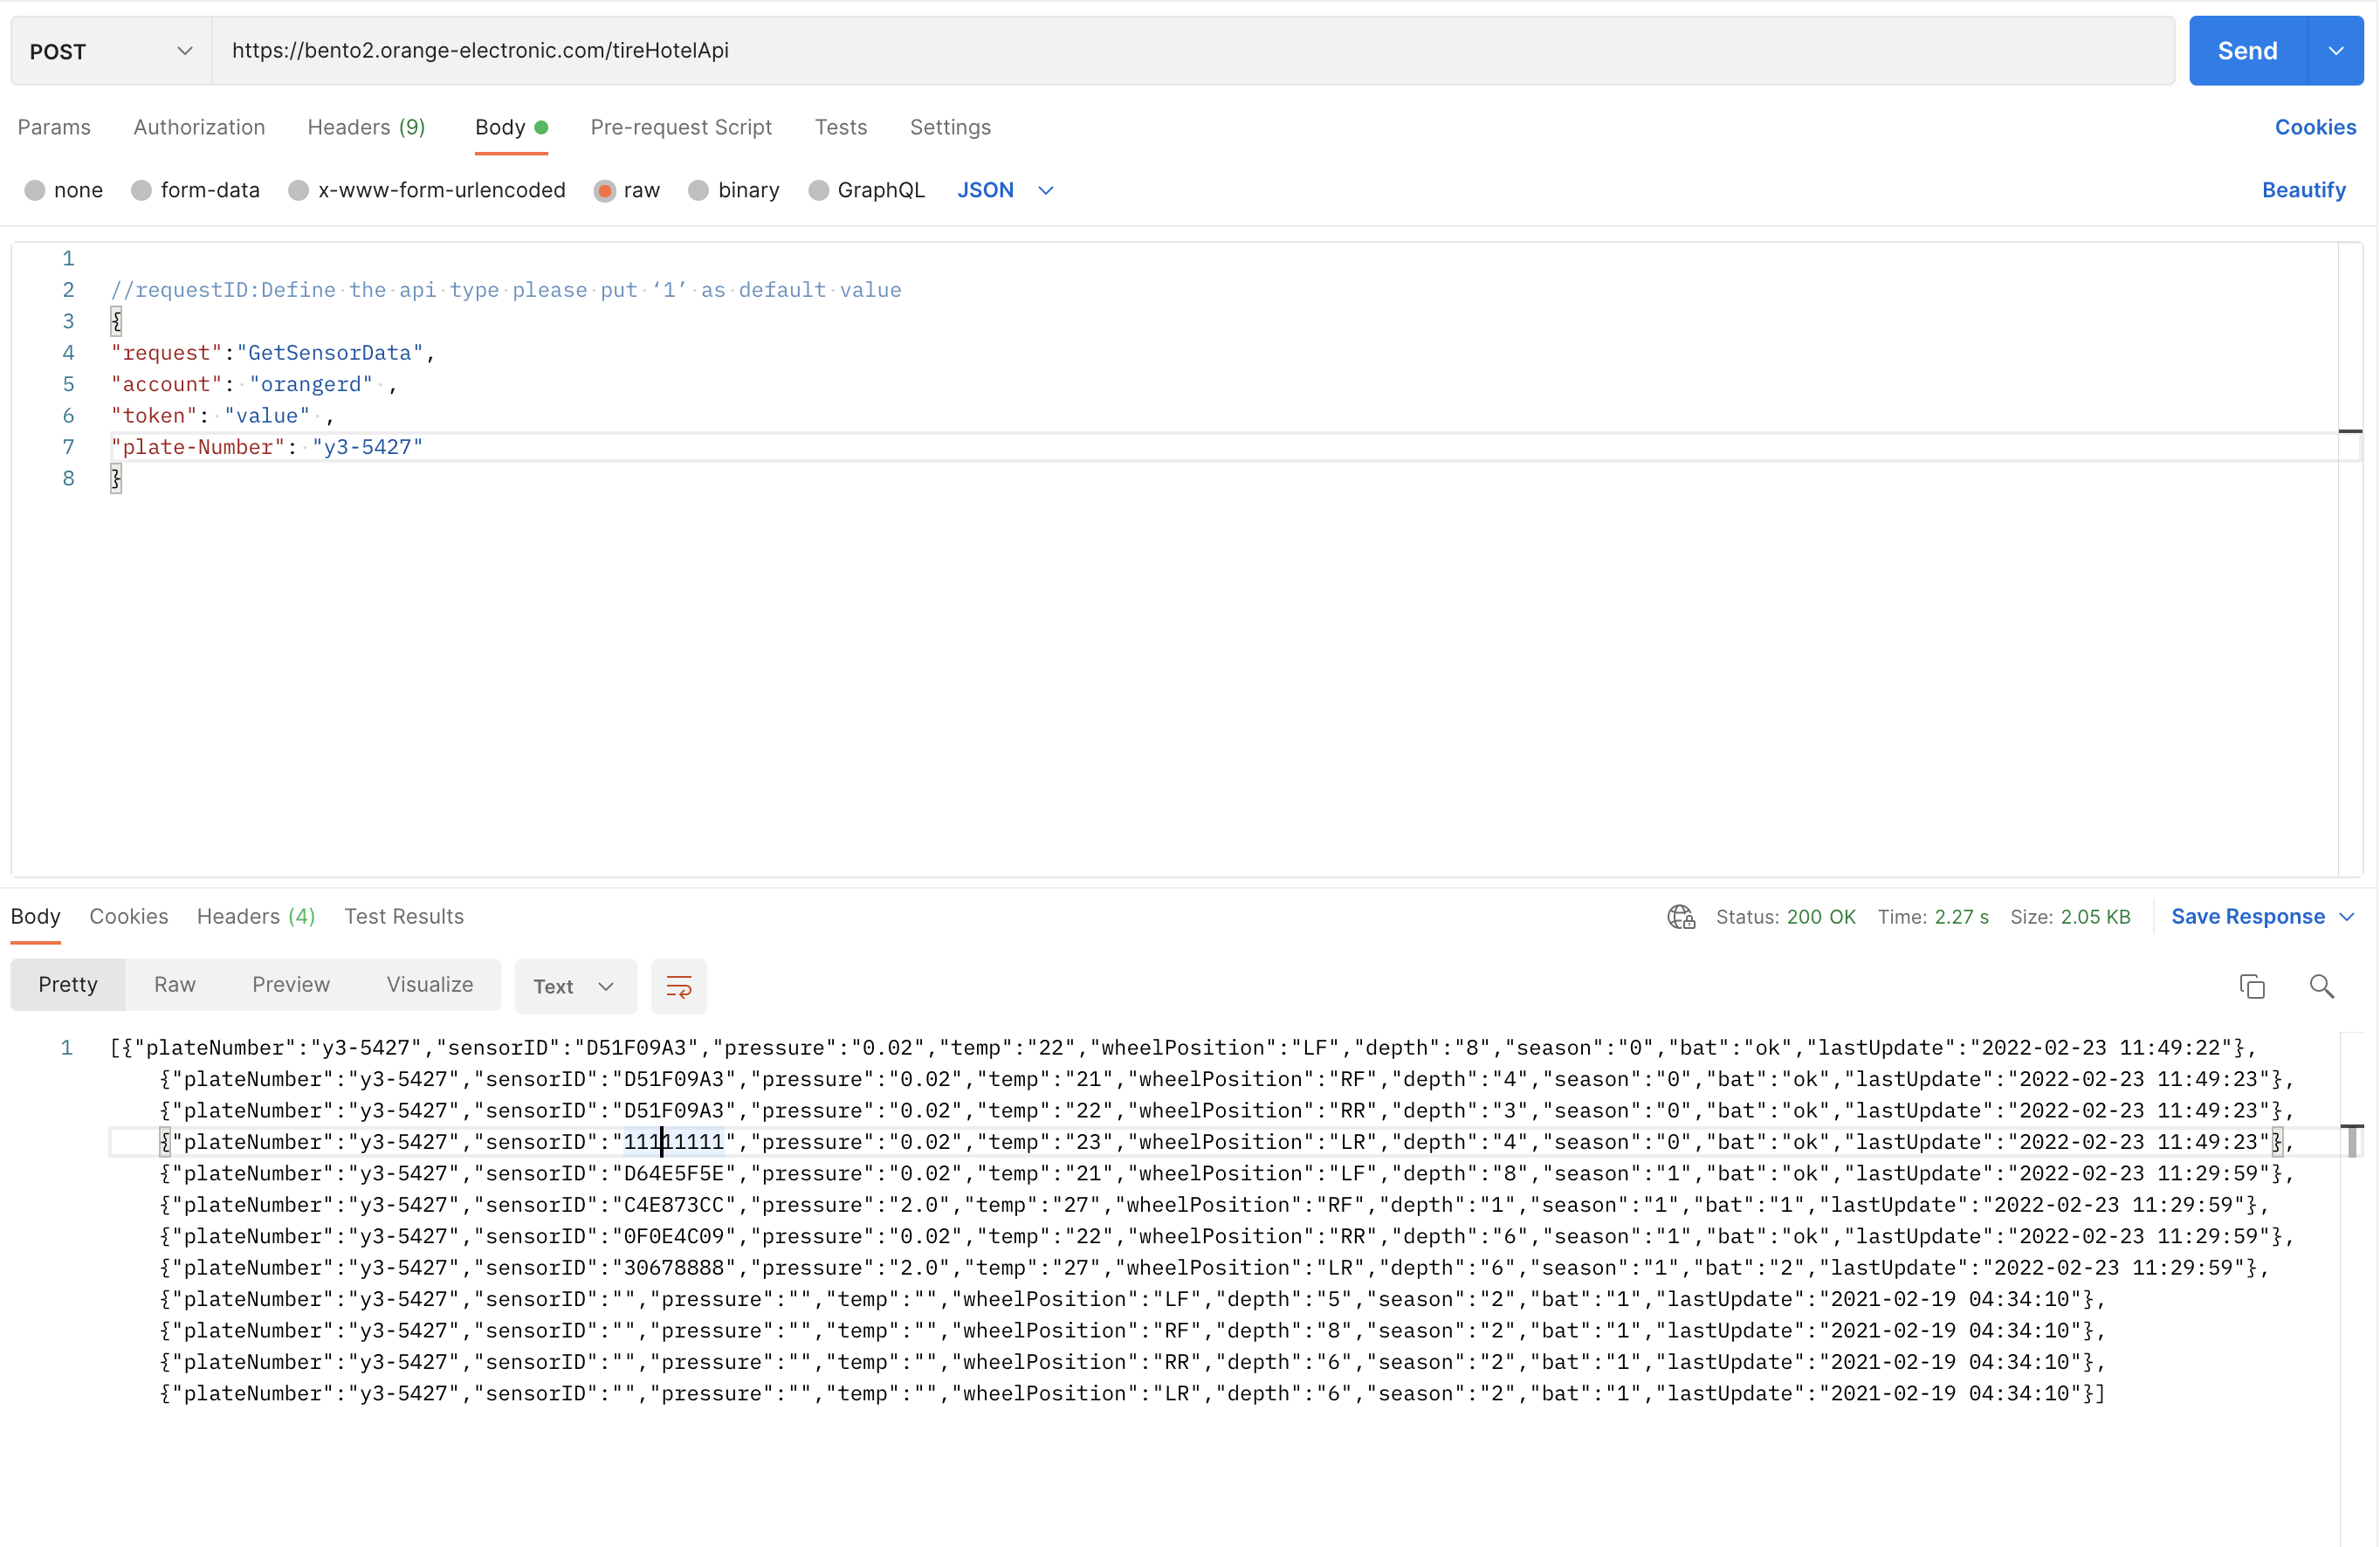 POST https://bento2.orange-electronic.com/tireHotelApi Send
Params Authorization Headers (9) Body Pre-request Script Tests Settings Cookies
none form-data x-www-form-urlencoded raw binary GraphQL JSON Beautify
1
2 //requestID:Define the api type please put ‘1’ as default value
3 {
4 "request":"GetSensorData",
5 "account": "orangerd" ,
6 "token": "value" ,
7 "plate-Number": "y3-5427"
8 }
Body Cookies Headers (4) Test Results Status: 200 OK Time: 2.27 s Size: 2.05 KB Save Response
Pretty Raw Preview Visualize Text
1 [{"plateNumber":"y3-5427","sensorID":"D51F09A3","pressure":"0.02","temp":"22","wheelPosition":"LF","depth":"8","season":"0","bat":"ok","lastUpdate":"2022-02-23 11:49:22"},
{"plateNumber":"y3-5427","sensorID":"D51F09A3","pressure":"0.02","temp":"21","wheelPosition":"RF","depth":"4","season":"0","bat":"ok","lastUpdate":"2022-02-23 11:49:23"},
{"plateNumber":"y3-5427","sensorID":"D51F09A3","pressure":"0.02","temp":"22","wheelPosition":"RR","depth":"3","season":"0","bat":"ok","lastUpdate":"2022-02-23 11:49:23"},
{"plateNumber":"y3-5427","sensorID":"11111111","pressure":"0.02","temp":"23","wheelPosition":"LR","depth":"4","season":"0","bat":"ok","lastUpdate":"2022-02-23 11:49:23"},
{"plateNumber":"y3-5427","sensorID":"D64E5F5E","pressure":"0.02","temp":"21","wheelPosition":"LF","depth":"8","season":"1","bat":"ok","lastUpdate":"2022-02-23 11:29:59"},
{"plateNumber":"y3-5427","sensorID":"C4E873CC","pressure":"2.0","temp":"27","wheelPosition":"RF","depth":"1","season":"1","bat":"1","lastUpdate":"2022-02-23 11:29:59"},
{"plateNumber":"y3-5427","sensorID":"0F0E4C09","pressure":"0.02","temp":"22","wheelPosition":"RR","depth":"6","season":"1","bat":"ok","lastUpdate":"2022-02-23 11:29:59"},
{"plateNumber":"y3-5427","sensorID":"30678888","pressure":"2.0","temp":"27","wheelPosition":"LR","depth":"6","season":"1","bat":"2","lastUpdate":"2022-02-23 11:29:59"},
{"plateNumber":"y3-5427","sensorID":"","pressure":"","temp":"","wheelPosition":"LF","depth":"5","season":"2","bat":"1","lastUpdate":"2021-02-19 04:34:10"},
{"plateNumber":"y3-5427","sensorID":"","pressure":"","temp":"","wheelPosition":"RF","depth":"8","season":"2","bat":"1","lastUpdate":"2021-02-19 04:34:10"},
{"plateNumber":"y3-5427","sensorID":"","pressure":"","temp":"","wheelPosition":"RR","depth":"6","season":"2","bat":"1","lastUpdate":"2021-02-19 04:34:10"},
{"plateNumber":"y3-5427","sensorID":"","pressure":"","temp":"","wheelPosition":"LR","depth":"6","season":"2","bat":"1","lastUpdate":"2021-02-19 04:34:10"}]